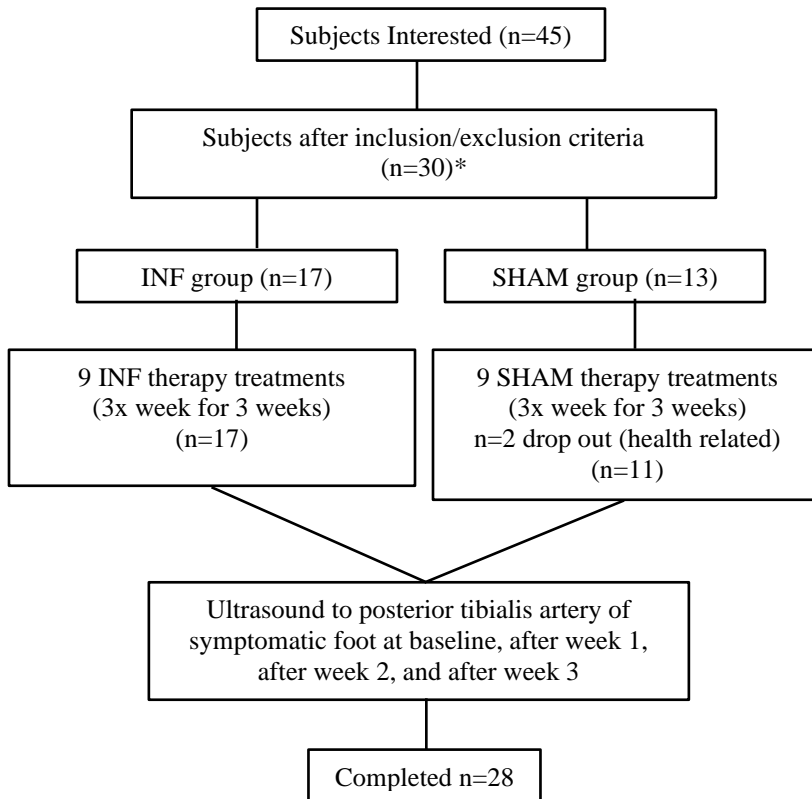 Subjects Interested (n=45)
Subjects after inclusion/exclusion criteria
(n=30)*
INF group (n=17)
SHAM group (n=13)
9 INF therapy treatments
(3x week for 3 weeks)
(n=17)
9 SHAM therapy treatments
(3x week for 3 weeks)
n=2 drop out (health related)
(n=11)
Ultrasound to posterior tibialis artery of
symptomatic foot at baseline, after week 1,
after week 2, and after week 3
Completed n=28